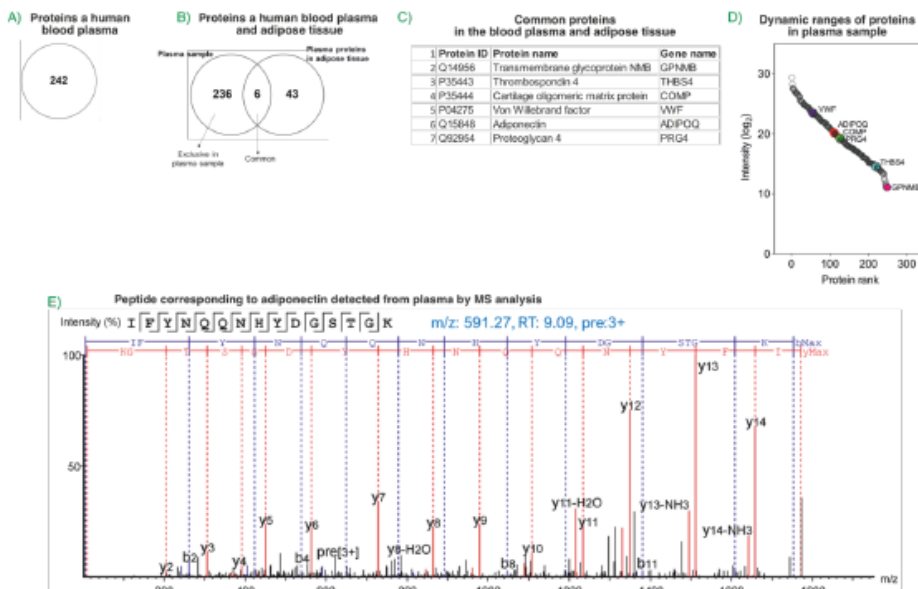 A) Proteins a human
blood plasma
242
B) Proteins a human blood plasma
and adipose tissue
Plasma sample
Plasma proteins
in adipose tissue
236 6 43
Exclusive in
plasma sample
Common
C) Common proteins
in the blood plasma and adipose tissue
1 Protein ID Protein name Gene name
2 Q14956 Transmembrane glycoprotein NMB GPNMB
3 P35443 Thrombospondin 4 THBS4
4 P35444 Cartilage oligomeric matrix protein COMP
5 P04275 Von Willebrand factor VWF
6 Q15848 Adiponectin ADIPOQ
7 Q92954 Proteoglycan 4 PRG4
D) Dynamic ranges of proteins
in plasma sample
Intensity (log2)
30
20
10
0
VWF
ADIPOQ
COMP
PRG4
THBS4
GPNMB
0 100 200 300
Protein rank
E) Peptide corresponding to adiponectin detected from plasma by MS analysis
Intensity (%) I F Y N Q Q N H Y D G S T G K m/z: 591.27, RT: 9.09, pre:3+
IF Y N Q Q N H Y DG STG K bMax
KG T S G D Y H N Q Q N Y F I yMax
100
50
y2
b2
y3
y4
y5
b4
y6
pre[3+]
y7
y8-H2O
y8
y9
b8
y10
y11-H2O
y11
y12
b11
y13-NH3
y13
y14-NH3
y14
m/z